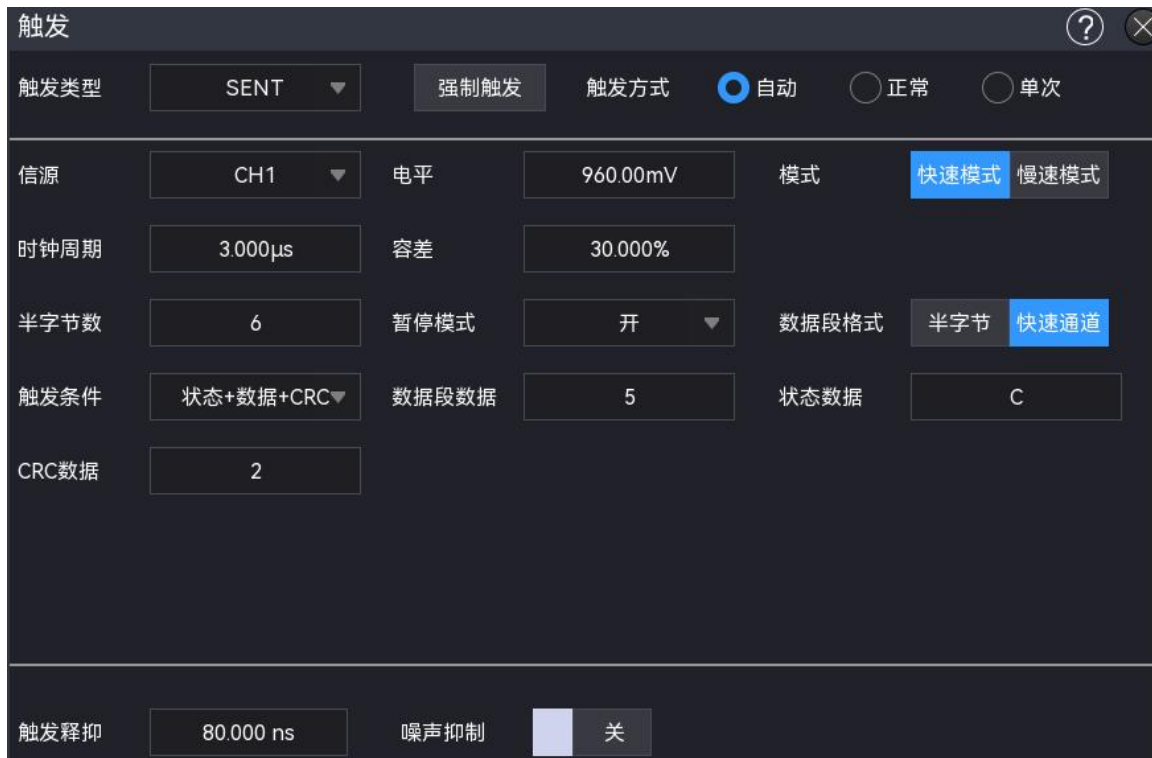 触发
触发类型 SENT 强制触发 触发方式 自动 正常 单次
信源 CH1 电平 960.00mV 模式 快速模式 慢速模式
时钟周期 3.000μs 容差 30.000%
半字节数 6 暂停模式 开 数据段格式 半字节 快速通道
触发条件 状态+数据+CRC 数据段数据 5 状态数据 C
CRC数据 2
触发释抑 80.000 ns 噪声抑制 关